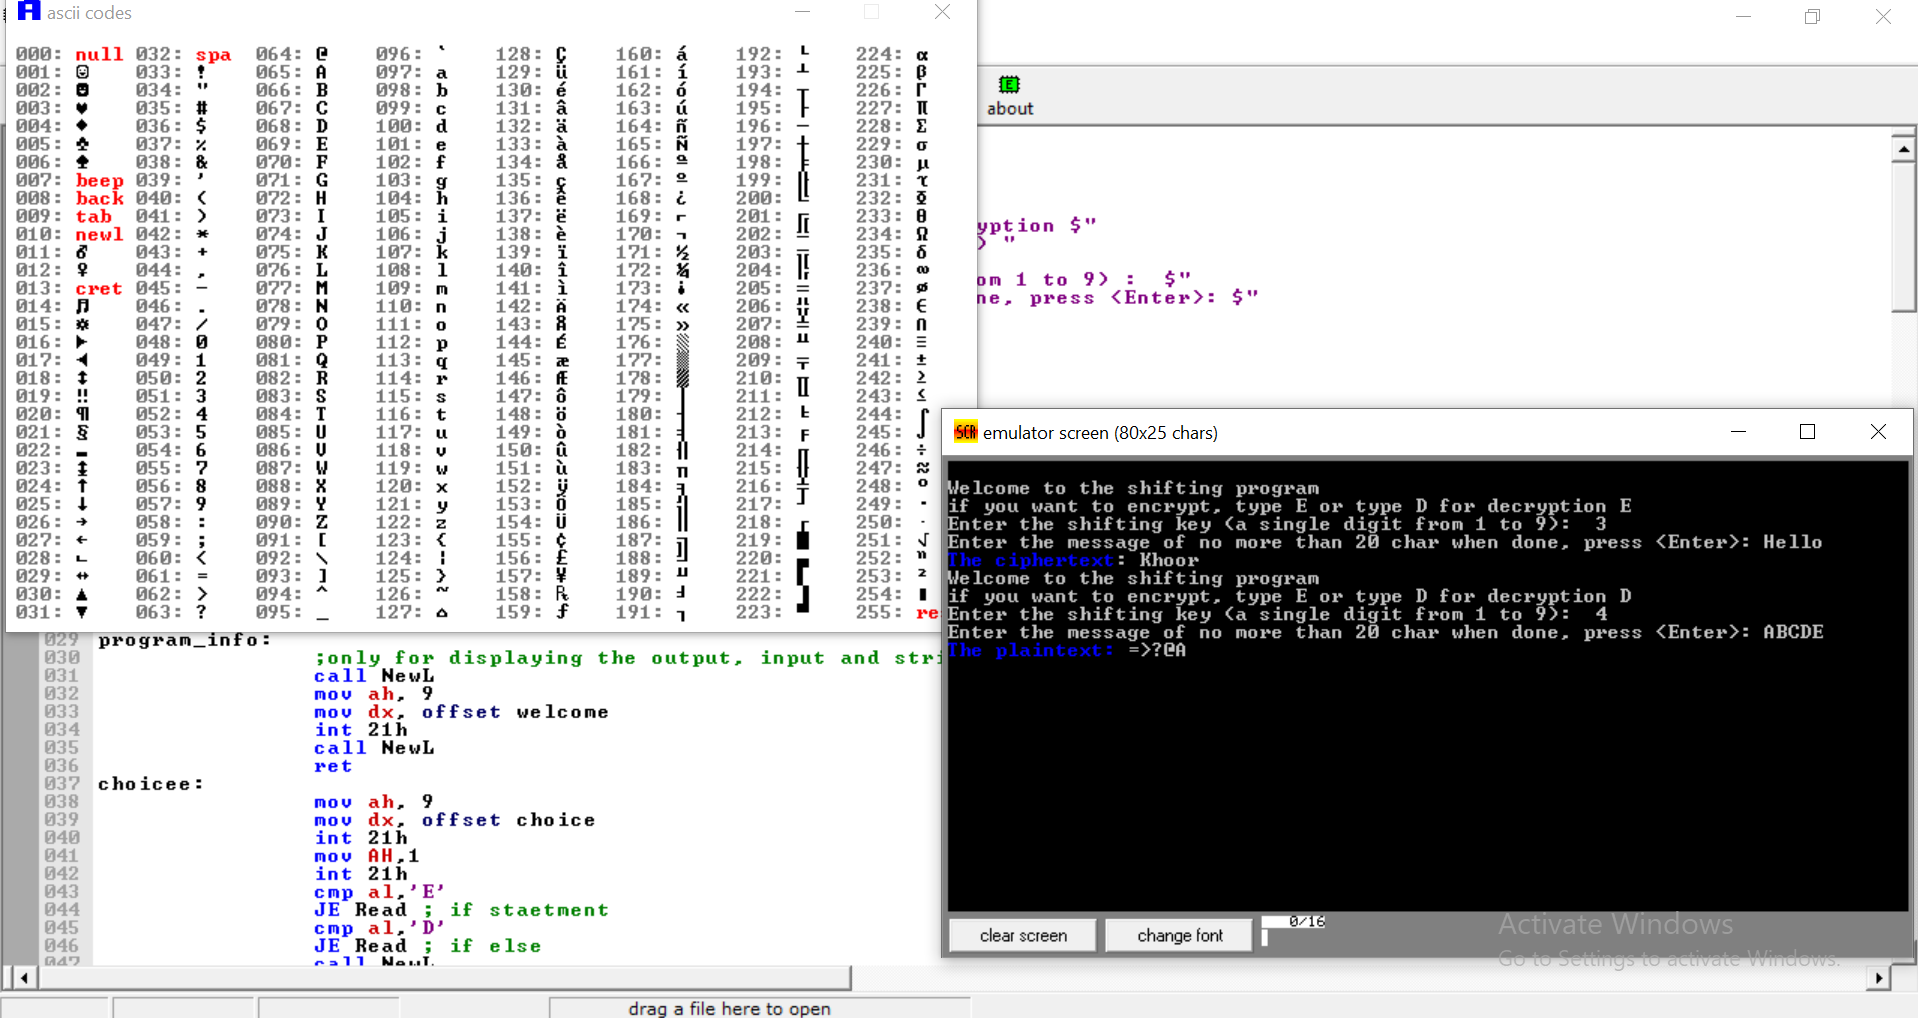 ascii codes
000: null 032: spa 064: @ 096: ` 128: Ç 160: á 192: └ 224: α
001: ☺ 033: ! 065: A 097: a 129: ü 161: í 193: ┴ 225: β
002: ☻ 034: " 066: B 098: b 130: é 162: ó 194: ┬ 226: Γ
003: ♥ 035: # 067: C 099: c 131: â 163: ú 195: ├ 227: π
004: ♦ 036: $ 068: D 100: d 132: ä 164: ñ 196: ─ 228: Σ
005: ♣ 037: % 069: E 101: e 133: à 165: Ñ 197: ┼ 229: σ
006: ♠ 038: & 070: F 102: f 134: å 166: ª 198: ╞ 230: µ
007: beep 039: ' 071: G 103: g 135: ç 167: º 199: ╟ 231: τ
008: back 040: ( 072: H 104: h 136: ê 168: ¿ 200: ╚ 232: Φ
009: tab 041: ) 073: I 105: i 137: ë 169: ⌐ 201: ╔ 233: θ
010: newl 042: * 074: J 106: j 138: è 170: ¬ 202: ╩ 234: Ω
011: ♂ 043: + 075: K 107: k 139: ï 171: ½ 203: ╦ 235: δ
012: ♀ 044: , 076: L 108: l 140: î 172: ¼ 204: ╠ 236: ∞
013: cret 045: - 077: M 109: m 141: ì 173: ¡ 205: ═ 237: ø
014: ♫ 046: . 078: N 110: n 142: Ä 174: « 206: ╬ 238: ∈
015: ☼ 047: / 079: O 111: o 143: Å 175: » 207: ╧ 239: ∩
016: ► 048: 0 080: P 112: p 144: É 176: ░ 208: ╨ 240: ≡
017: ◄ 049: 1 081: Q 113: q 145: æ 177: ▒ 209: ╤ 241: ±
018: ↕ 050: 2 082: R 114: r 146: Æ 178: ▓ 210: ╥ 242: ≥
019: ‼ 051: 3 083: S 115: s 147: ô 179: │ 211: ╙ 243: ≤
020: ¶ 052: 4 084: T 116: t 148: ö 180: ┤ 212: ╘ 244: ⌠
021: § 053: 5 085: U 117: u 149: ò 181: ╡ 213: ╒ 245: ⌡
022: ▬ 054: 6 086: V 118: v 150: û 182: ╢ 214: ╓ 246: ÷
023: ↨ 055: 7 087: W 119: w 151: ù 183: ╖ 215: ╫ 247: ≈
024: ↑ 056: 8 088: X 120: x 152: ÿ 184: ╕ 216: ╪ 248: °
025: ↓ 057: 9 089: Y 121: y 153: Ö 185: ╣ 217: ┘ 249: ∙
026: → 058: : 090: Z 122: z 154: Ü 186: ║ 218: ┌ 250: ·
027: ← 059: ; 091: [ 123: { 155: ¢ 187: ╗ 219: █ 251: √
028: ∟ 060: < 092: \ 124: ¦ 156: £ 188: ╝ 220: ▄ 252: ⁿ
029: ↔ 061: = 093: ] 125: } 157: ¥ 189: ╜ 221: ▌ 253: ²
030: ▲ 062: > 094: ^ 126: ~ 158: ₧ 190: ╛ 222: ▐ 254: ■
031: ▼ 063: ? 095: _ 127: ⌂ 159: ƒ 191: ┐ 223: ▀ 255: re
E
about
yption $"
) "
om 1 to 9) :  $"
ne, press <Enter>: $"
029 program_info:
030 ;only for displaying the output, input and stri
031 call NewL
032 mov ah, 9
033 mov dx, offset welcome
034 int 21h
035 call NewL
036 ret
037 choicee:
038 mov ah, 9
039 mov dx, offset choice
040 int 21h
041 mov AH,1
042 int 21h
043 cmp al,'E'
044 JE Read ; if staetment
045 cmp al,'D'
046 JE Read ; if else
047 call NewL
SCR emulator screen (80x25 chars)
Welcome to the shifting program
if you want to encrypt, type E or type D for decryption E
Enter the shifting key (a single digit from 1 to 9):  3
Enter the message of no more than 20 char when done, press <Enter>: Hello
The ciphertext: Khoor
Welcome to the shifting program
if you want to encrypt, type E or type D for decryption D
Enter the shifting key (a single digit from 1 to 9):  4
Enter the message of no more than 20 char when done, press <Enter>: ABCDE
The plaintext: =>?@A
clear screen
change font
0/16
Activate Windows
Go to Settings to activate Windows.
drag a file here to open